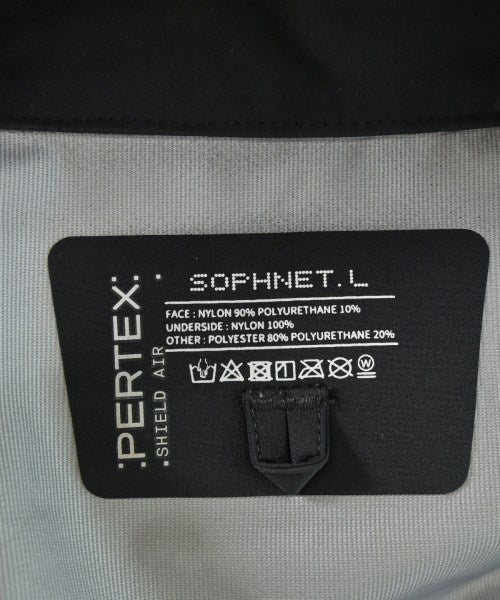 PERTEX
SHIELD AIR
SOPHNET. L
FACE : NYLON 90% POLYURETHANE 10%
UNDERSIDE : NYLON 100%
OTHER : POLYESTER 80% POLYURETHANE 20%
W